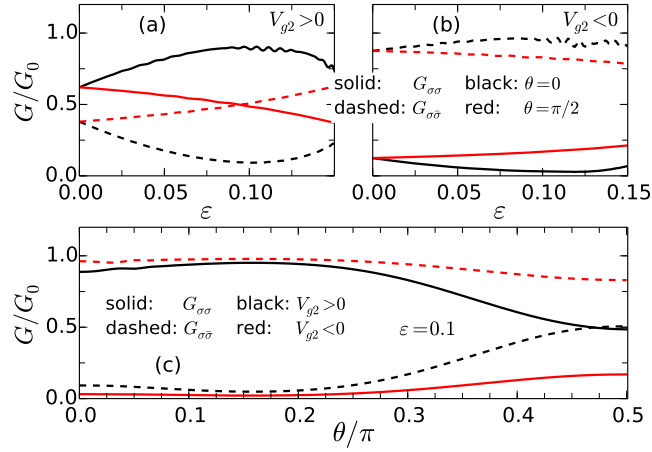 (a) V_{g2}>0
(b) V_{g2}<0
G/G_0
1.0
0.5
0.0
solid: G_{σσ} black: θ=0
dashed: G_{σσ̄} red: θ=π/2
0.00 0.05 0.10
0.00 0.05 0.10 0.15
ε
ε
G/G_0
1.0
0.5
0.0
solid: G_{σσ} black: V_{g2}>0
dashed: G_{σσ̄} red: V_{g2}<0
ε=0.1
(c)
0.0 0.1 0.2 0.3 0.4 0.5
θ/π